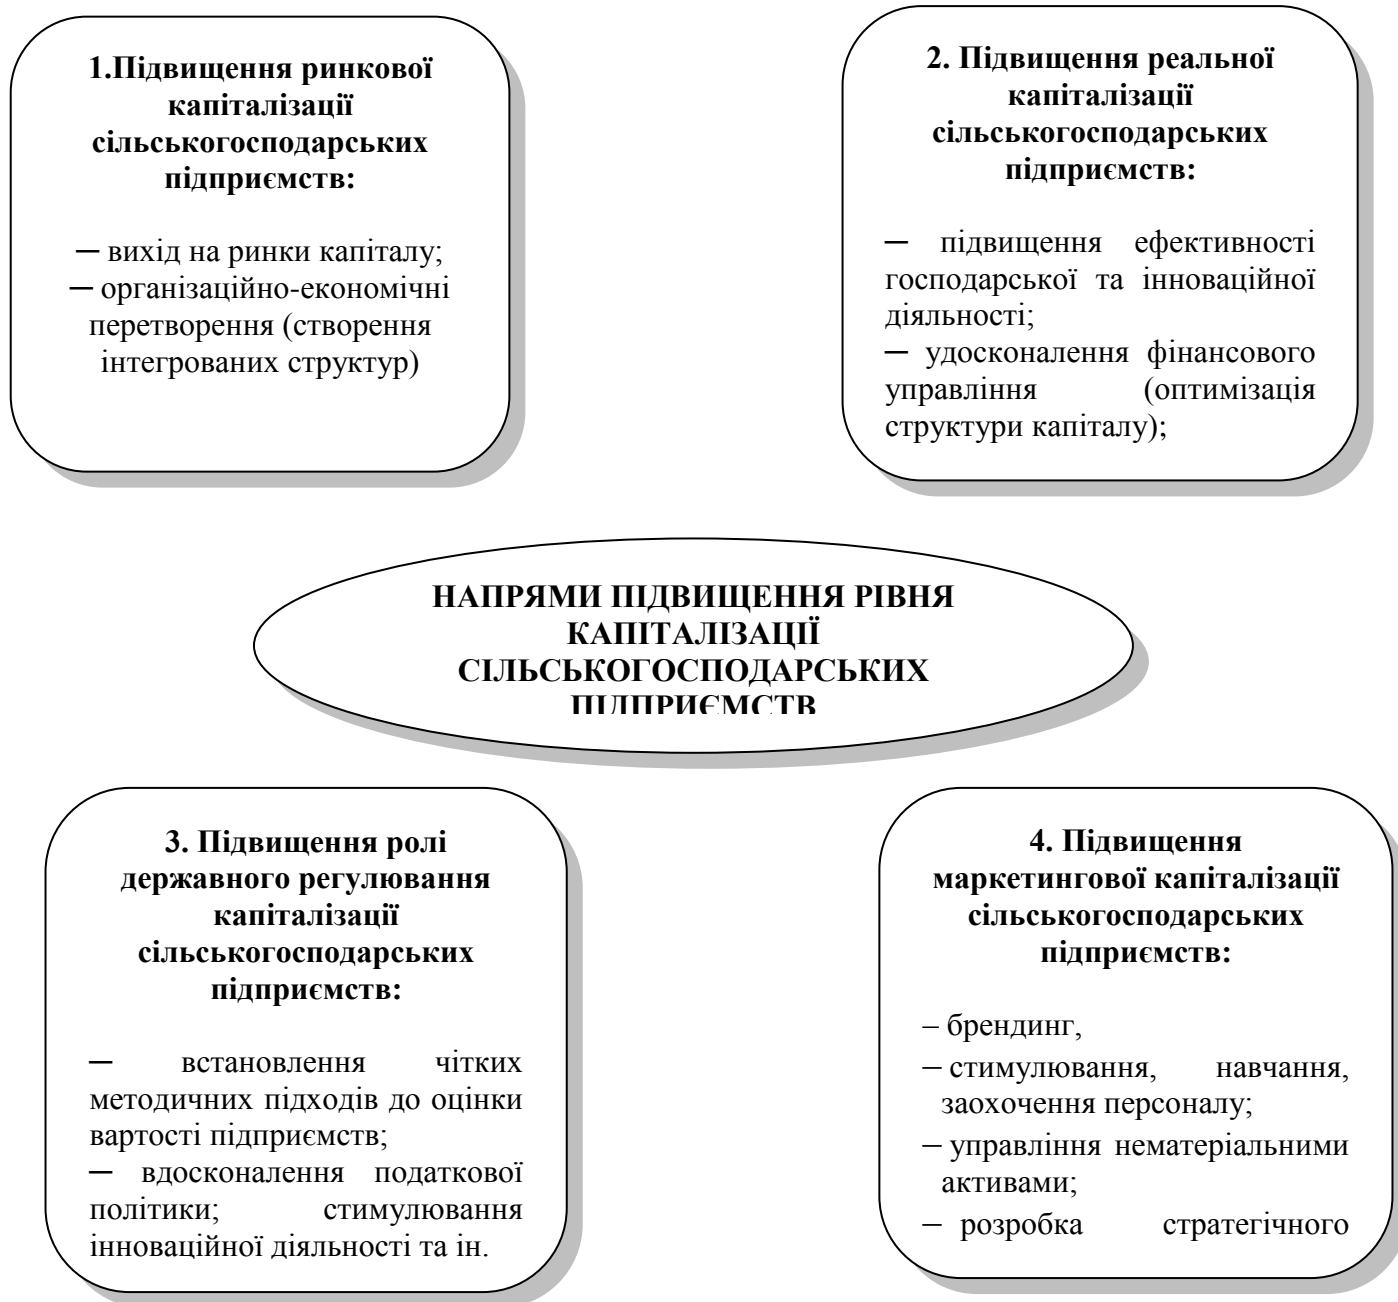 1.Підвищення ринкової
капіталізації
сільськогосподарських
підприємств:
— вихід на ринки капіталу;
— організаційно-економічні
перетворення (створення
інтегрованих структур)
2. Підвищення реальної
капіталізації
сільськогосподарських
підприємств:
— підвищення ефективності
господарської та інноваційної
діяльності;
— удосконалення фінансового
управління (оптимізація
структури капіталу);
НАПРЯМИ ПІДВИЩЕННЯ РІВНЯ
КАПІТАЛІЗАЦІЇ
СІЛЬСЬКОГОСПОДАРСЬКИХ
ПІДПРИЄМСТВ
3. Підвищення ролі
державного регулювання
капіталізації
сільськогосподарських
підприємств:
— встановлення чітких
методичних підходів до оцінки
вартості підприємств;
— вдосконалення податкової
політики; стимулювання
інноваційної діяльності та ін.
4. Підвищення
маркетингової капіталізації
сільськогосподарських
підприємств:
– брендинг,
– стимулювання, навчання,
заохочення персоналу;
– управління нематеріальними
активами;
– розробка стратегічного